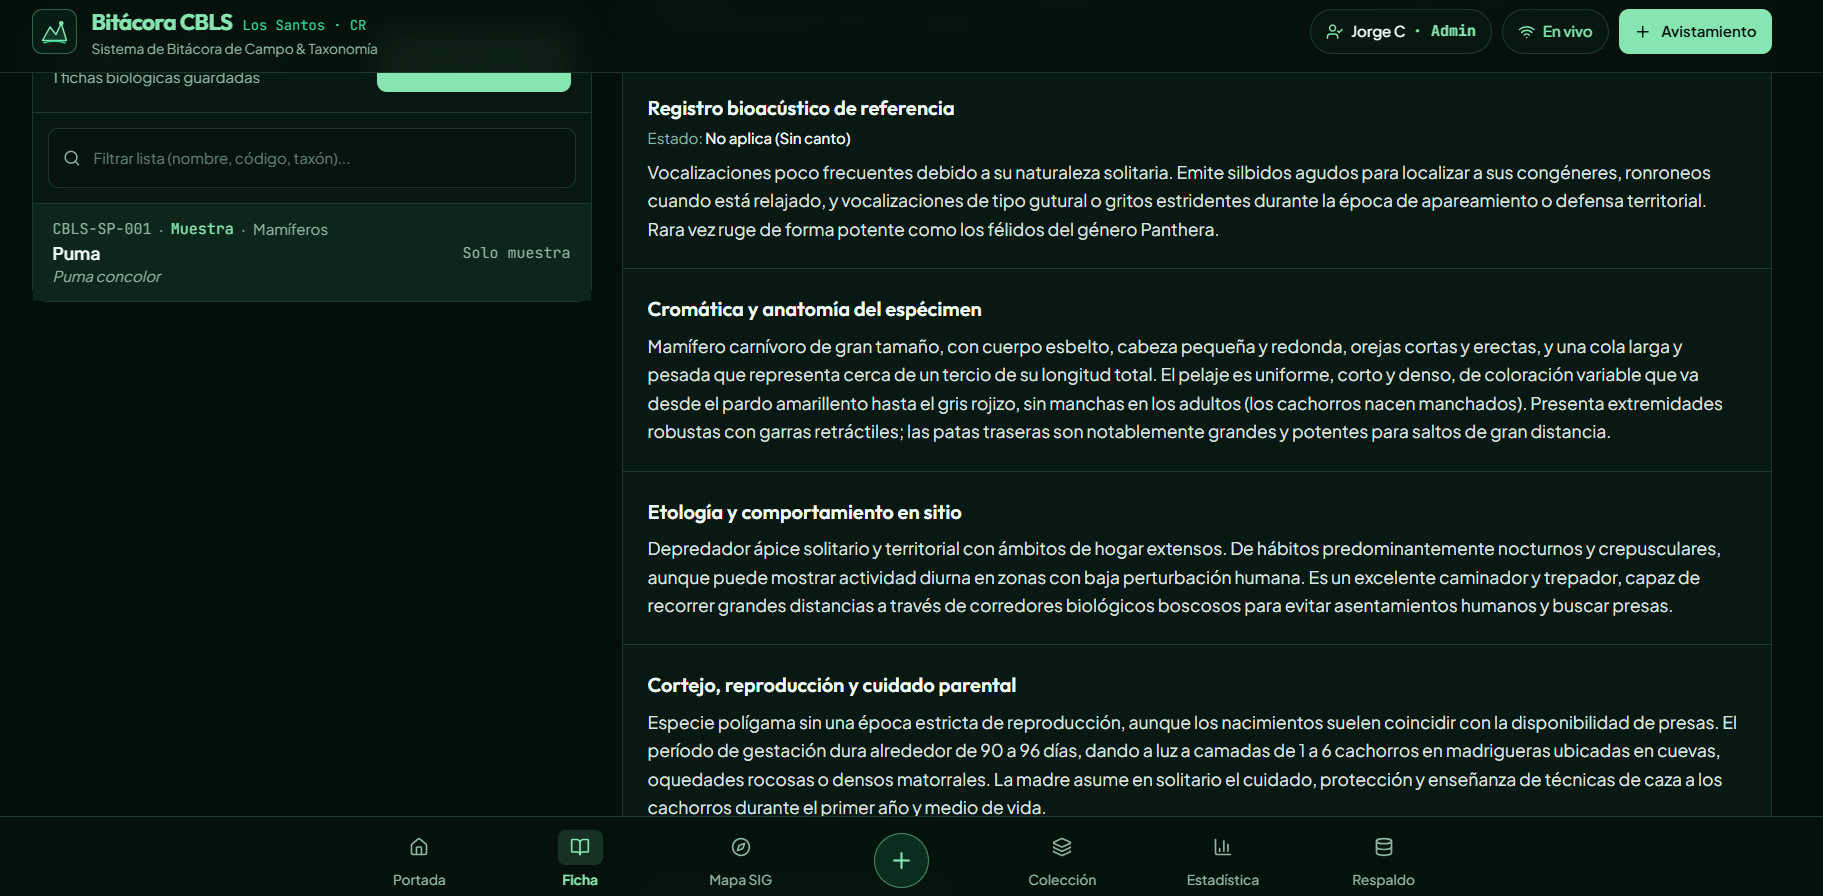 Bitácora CBLS Los Santos · CR
Sistema de Bitácora de Campo & Taxonomía
Jorge C · Admin
En vivo
+ Avistamiento
1 fichas biológicas guardadas
Filtrar lista (nombre, código, taxón)...
CBLS-SP-001 · Muestra · Mamíferos
Puma
Solo muestra
Puma concolor
Registro bioacústico de referencia
Estado: No aplica (Sin canto)
Vocalizaciones poco frecuentes debido a su naturaleza solitaria. Emite silbidos agudos para localizar a sus congéneres, ronroneos
cuando está relajado, y vocalizaciones de tipo gutural o gritos estridentes durante la época de apareamiento o defensa territorial.
Rara vez ruge de forma potente como los félidos del género Panthera.
Cromática y anatomía del espécimen
Mamífero carnívoro de gran tamaño, con cuerpo esbelto, cabeza pequeña y redonda, orejas cortas y erectas, y una cola larga y
pesada que representa cerca de un tercio de su longitud total. El pelaje es uniforme, corto y denso, de coloración variable que va
desde el pardo amarillento hasta el gris rojizo, sin manchas en los adultos (los cachorros nacen manchados). Presenta extremidades
robustas con garras retráctiles; las patas traseras son notablemente grandes y potentes para saltos de gran distancia.
Etología y comportamiento en sitio
Depredador ápice solitario y territorial con ámbitos de hogar extensos. De hábitos predominantemente nocturnos y crepusculares,
aunque puede mostrar actividad diurna en zonas con baja perturbación humana. Es un excelente caminador y trepador, capaz de
recorrer grandes distancias a través de corredores biológicos boscosos para evitar asentamientos humanos y buscar presas.
Cortejo, reproducción y cuidado parental
Especie polígama sin una época estricta de reproducción, aunque los nacimientos suelen coincidir con la disponibilidad de presas. El
período de gestación dura alrededor de 90 a 96 días, dando a luz a camadas de 1 a 6 cachorros en madrigueras ubicadas en cuevas,
oquedades rocosas o densos matorrales. La madre asume en solitario el cuidado, protección y enseñanza de técnicas de caza a los
cachorros durante el primer año y medio de vida.
Portada
Ficha
Mapa SIG
+
Colección
Estadística
Respaldo